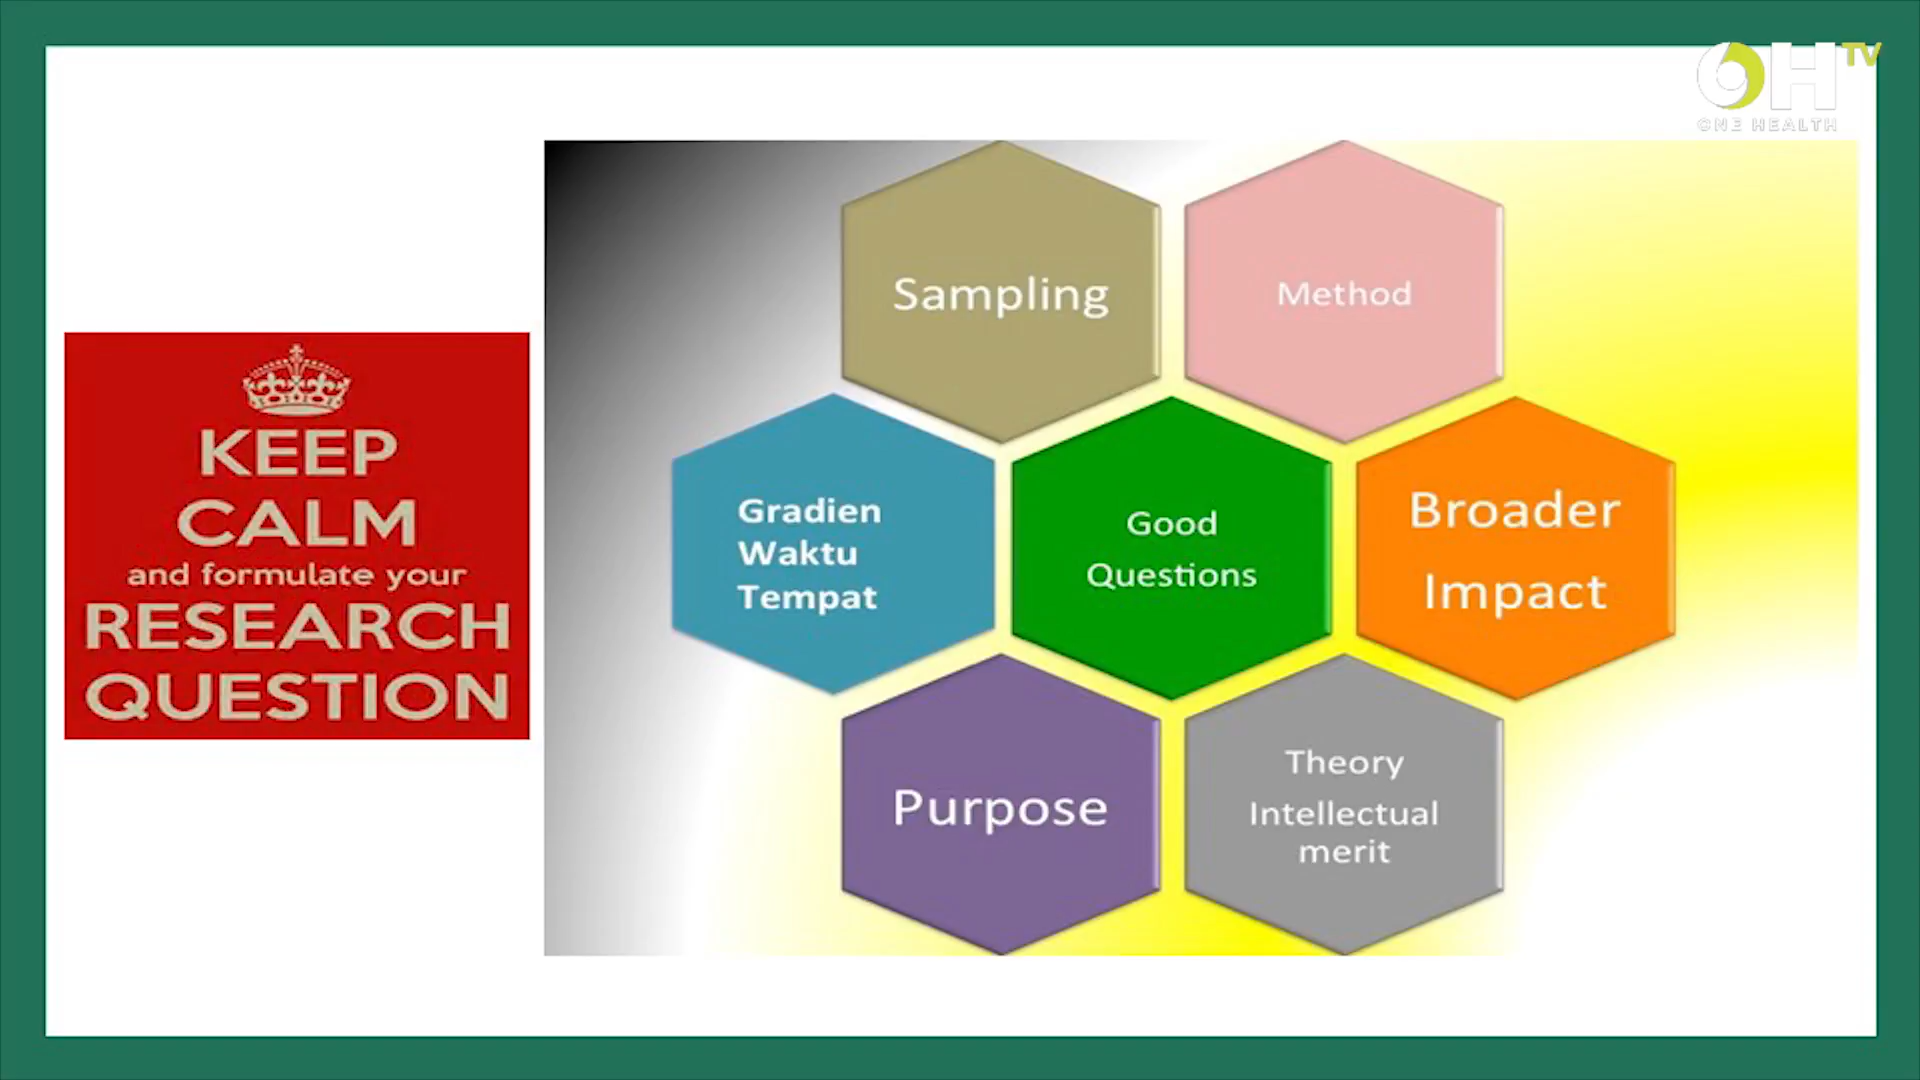 OH TV
ONE HEALTH
KEEP
CALM
and formulate your
RESEARCH
QUESTION
Sampling
Method
Gradien
Waktu
Tempat
Good
Questions
Broader
Impact
Purpose
Theory
Intellectual
merit